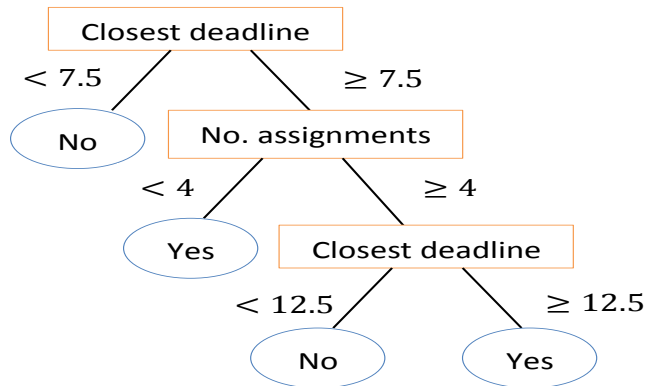 Closest deadline
< 7.5
≥ 7.5
No
No. assignments
< 4
≥ 4
Yes
Closest deadline
< 12.5
≥ 12.5
No
Yes